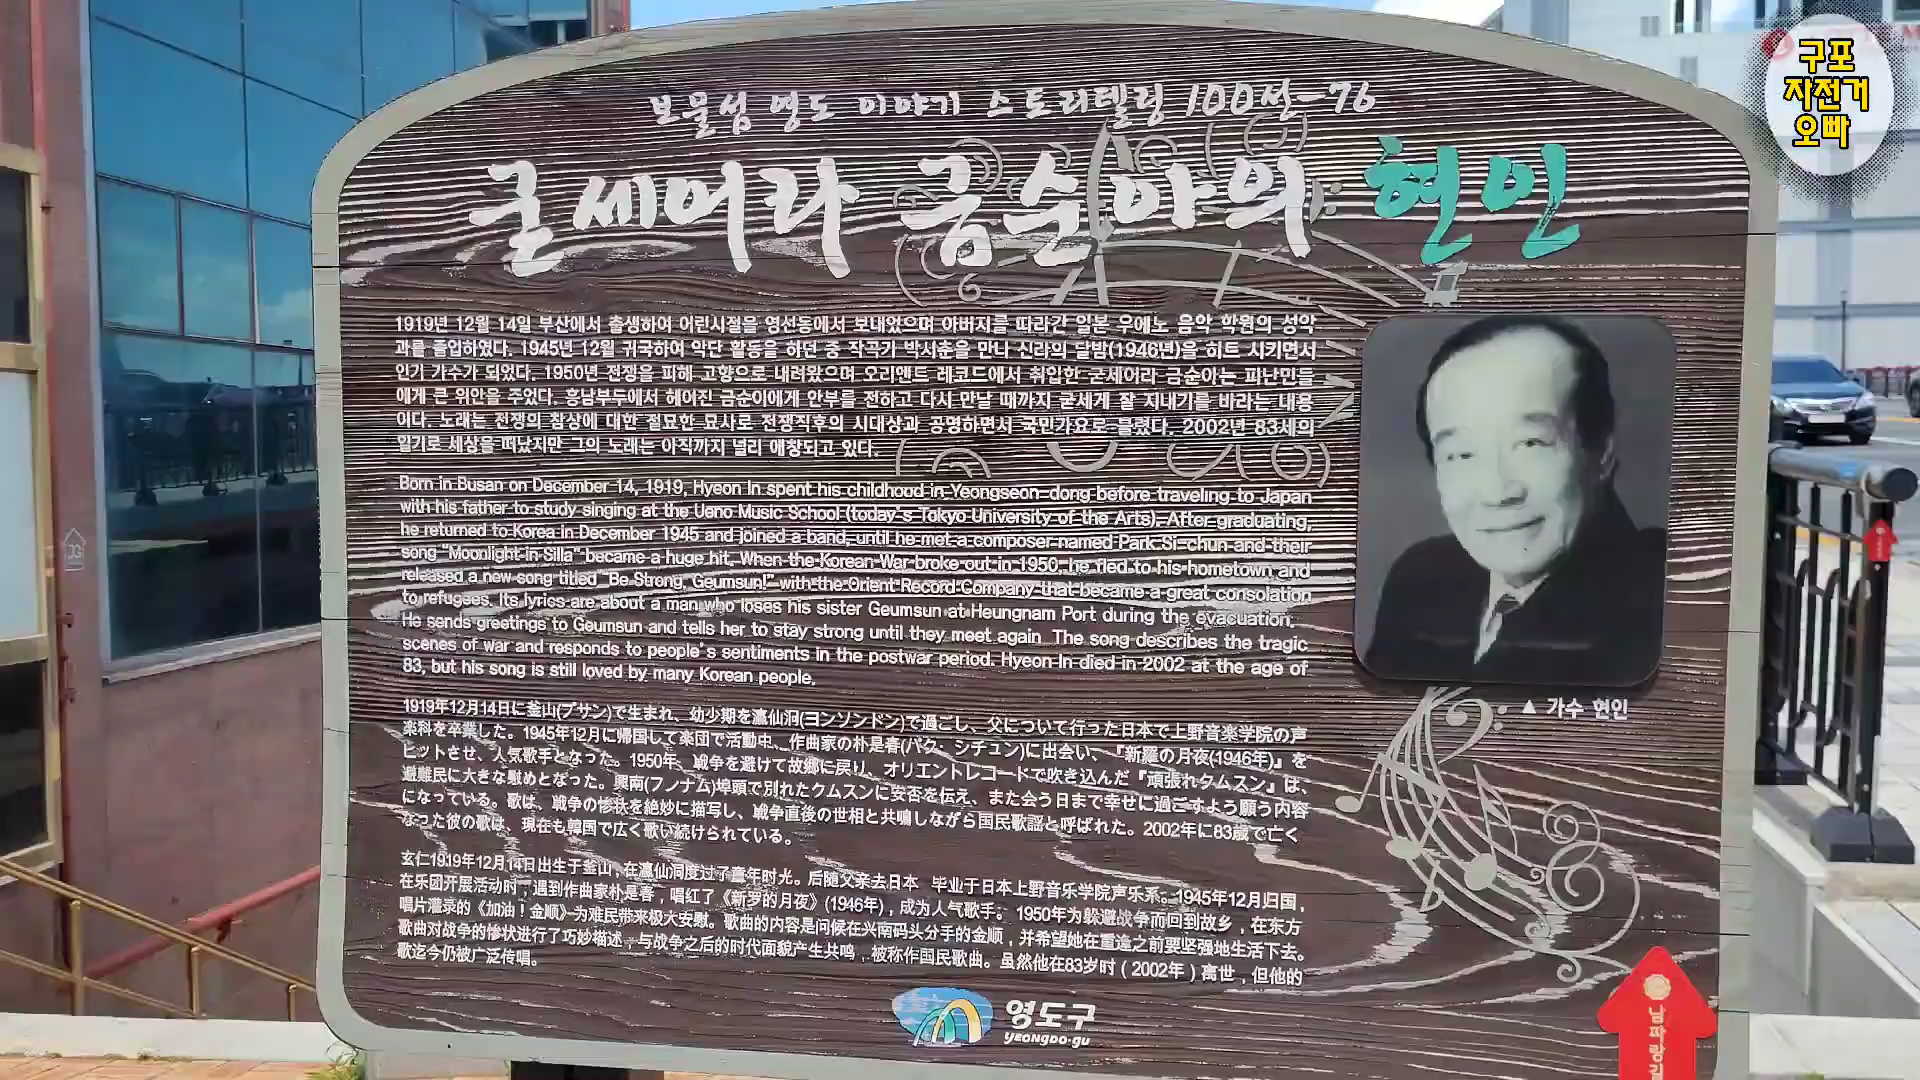 구포
자전거
오빠
보물섬 영도 이야기 스토리텔링 100선-76
굳세어라 금순아의 현인
1919년 12월 14일 부산에서 출생하여 어린시절을 영선동에서 보내었으며 아버지를 따라간 일본 우에노 음악 학원의 성악
과를 졸업하였다. 1945년 12월 귀국하여 악단 활동을 하던 중 작곡가 박시춘을 만나 신라의 달밤(1946년)을 히트 시키면서
인기 가수가 되었다. 1950년 전쟁을 피해 고향으로 내려왔으며 오리엔트 레코드에서 취입한 굳세어라 금순아는 피난민들
에게 큰 위안을 주었다. 흥남부두에서 헤어진 금순이에게 안부를 전하고 다시 만날 때까지 굳세게 잘 지내기를 바라는 내용
이다. 노래는 전쟁의 참상에 대한 절묘한 묘사로 전쟁직후의 시대상과 공명하면서 국민가요로 불렸다. 2002년 83세의
일기로 세상을 떠났지만 그의 노래는 아직까지 널리 애창되고 있다.
Born in Busan on December 14, 1919, Hyeon In spent his childhood in Yeongseon-dong before traveling to Japan
with his father to study singing at the Ueno Music School (today's Tokyo University of the Arts). After graduating,
he returned to Korea in December 1945 and joined a band, until he met a composer named Park Si-chun and their
song "Moonlight in Silla" became a huge hit. When the Korean War broke out in 1950, he fled to his hometown and
released a new song titled "Be Strong, Geumsun!" with the Orient Record Company that became a great consolation
to refugees. Its lyrics are about a man who loses his sister Geumsun at Heungnam Port during the evacuation.
He sends greetings to Geumsun and tells her to stay strong until they meet again. The song describes the tragic
scenes of war and responds to people's sentiments in the postwar period. Hyeon In died in 2002 at the age of
83, but his song is still loved by many Korean people.
▲ 가수 현인
1919年12月14日に釜山(プサン)で生まれ、幼少期を瀛仙洞(ヨンソンドン)で過ごし、父について行った日本で上野音楽学院の声
楽科を卒業した。1945年12月に帰国して楽団で活動中、作曲家の朴是春(パク・シチュン)に出会い、『新羅の月夜(1946年)』を
ヒットさせ、人気歌手となった。1950年、戦争を避けて故郷に戻り、オリエントレコードで吹き込んだ『頑張れクムスン』は、
避難民に大きな慰めとなった。興南(フンナム)埠頭で別れたクムスンに安否を伝え、また会う日まで幸せに過ごすよう願う内容
になっている。歌は、戦争の惨状を絶妙に描写し、戦争直後の世相と共鳴しながら国民歌謡と呼ばれた。2002年に83歳で亡く
なった彼の歌は、現在も韓国で広く歌い続けられている。
玄仁1919年12月14日出生于釜山，在瀛仙洞度过了童年时光。后随父亲去日本 毕业于日本上野音乐学院声乐系。1945年12月归国，
在乐团开展活动时，遇到作曲家朴是春，唱红了《新罗的月夜》(1946年)，成为人气歌手。1950年为躲避战争而回到故乡，在东方
唱片灌录的《加油！金顺》为难民带来极大安慰。歌曲的内容是问候在兴南码头分手的金顺，并希望她在重逢之前要坚强地生活下去。
歌曲对战争的惨状进行了巧妙描述，与战争之后的时代面貌产生共鸣，被称作国民歌曲。虽然他在83岁时（2002年）离世，但他的
歌迄今仍被广泛传唱。
영도구
YEONGDO-GU
남파랑길